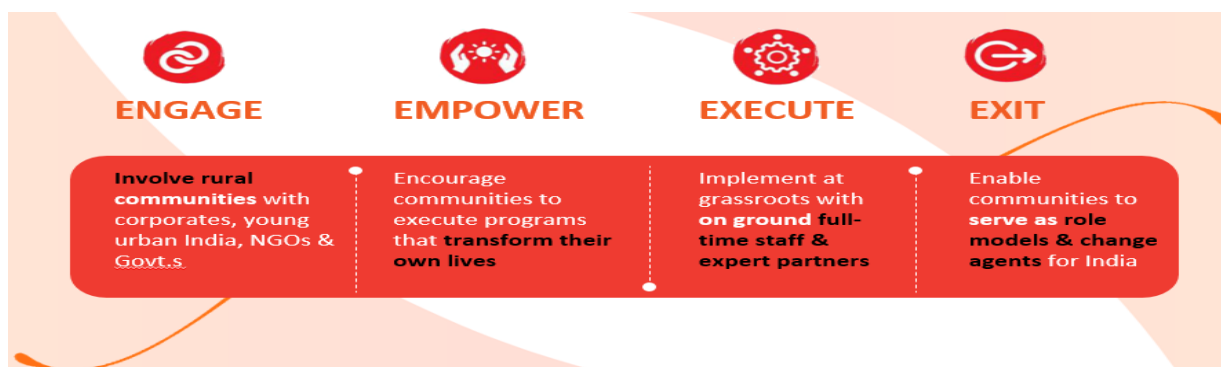 ENGAGE
EMPOWER
EXECUTE
EXIT
Involve rural
communities with
corporates, young
urban India, NGOs &
Govt.s
Encourage
communities to
execute programs
that transform their
own lives
Implement at
grassroots with
on ground full-
time staff &
expert partners
Enable
communities to
serve as role
models & change
agents for India